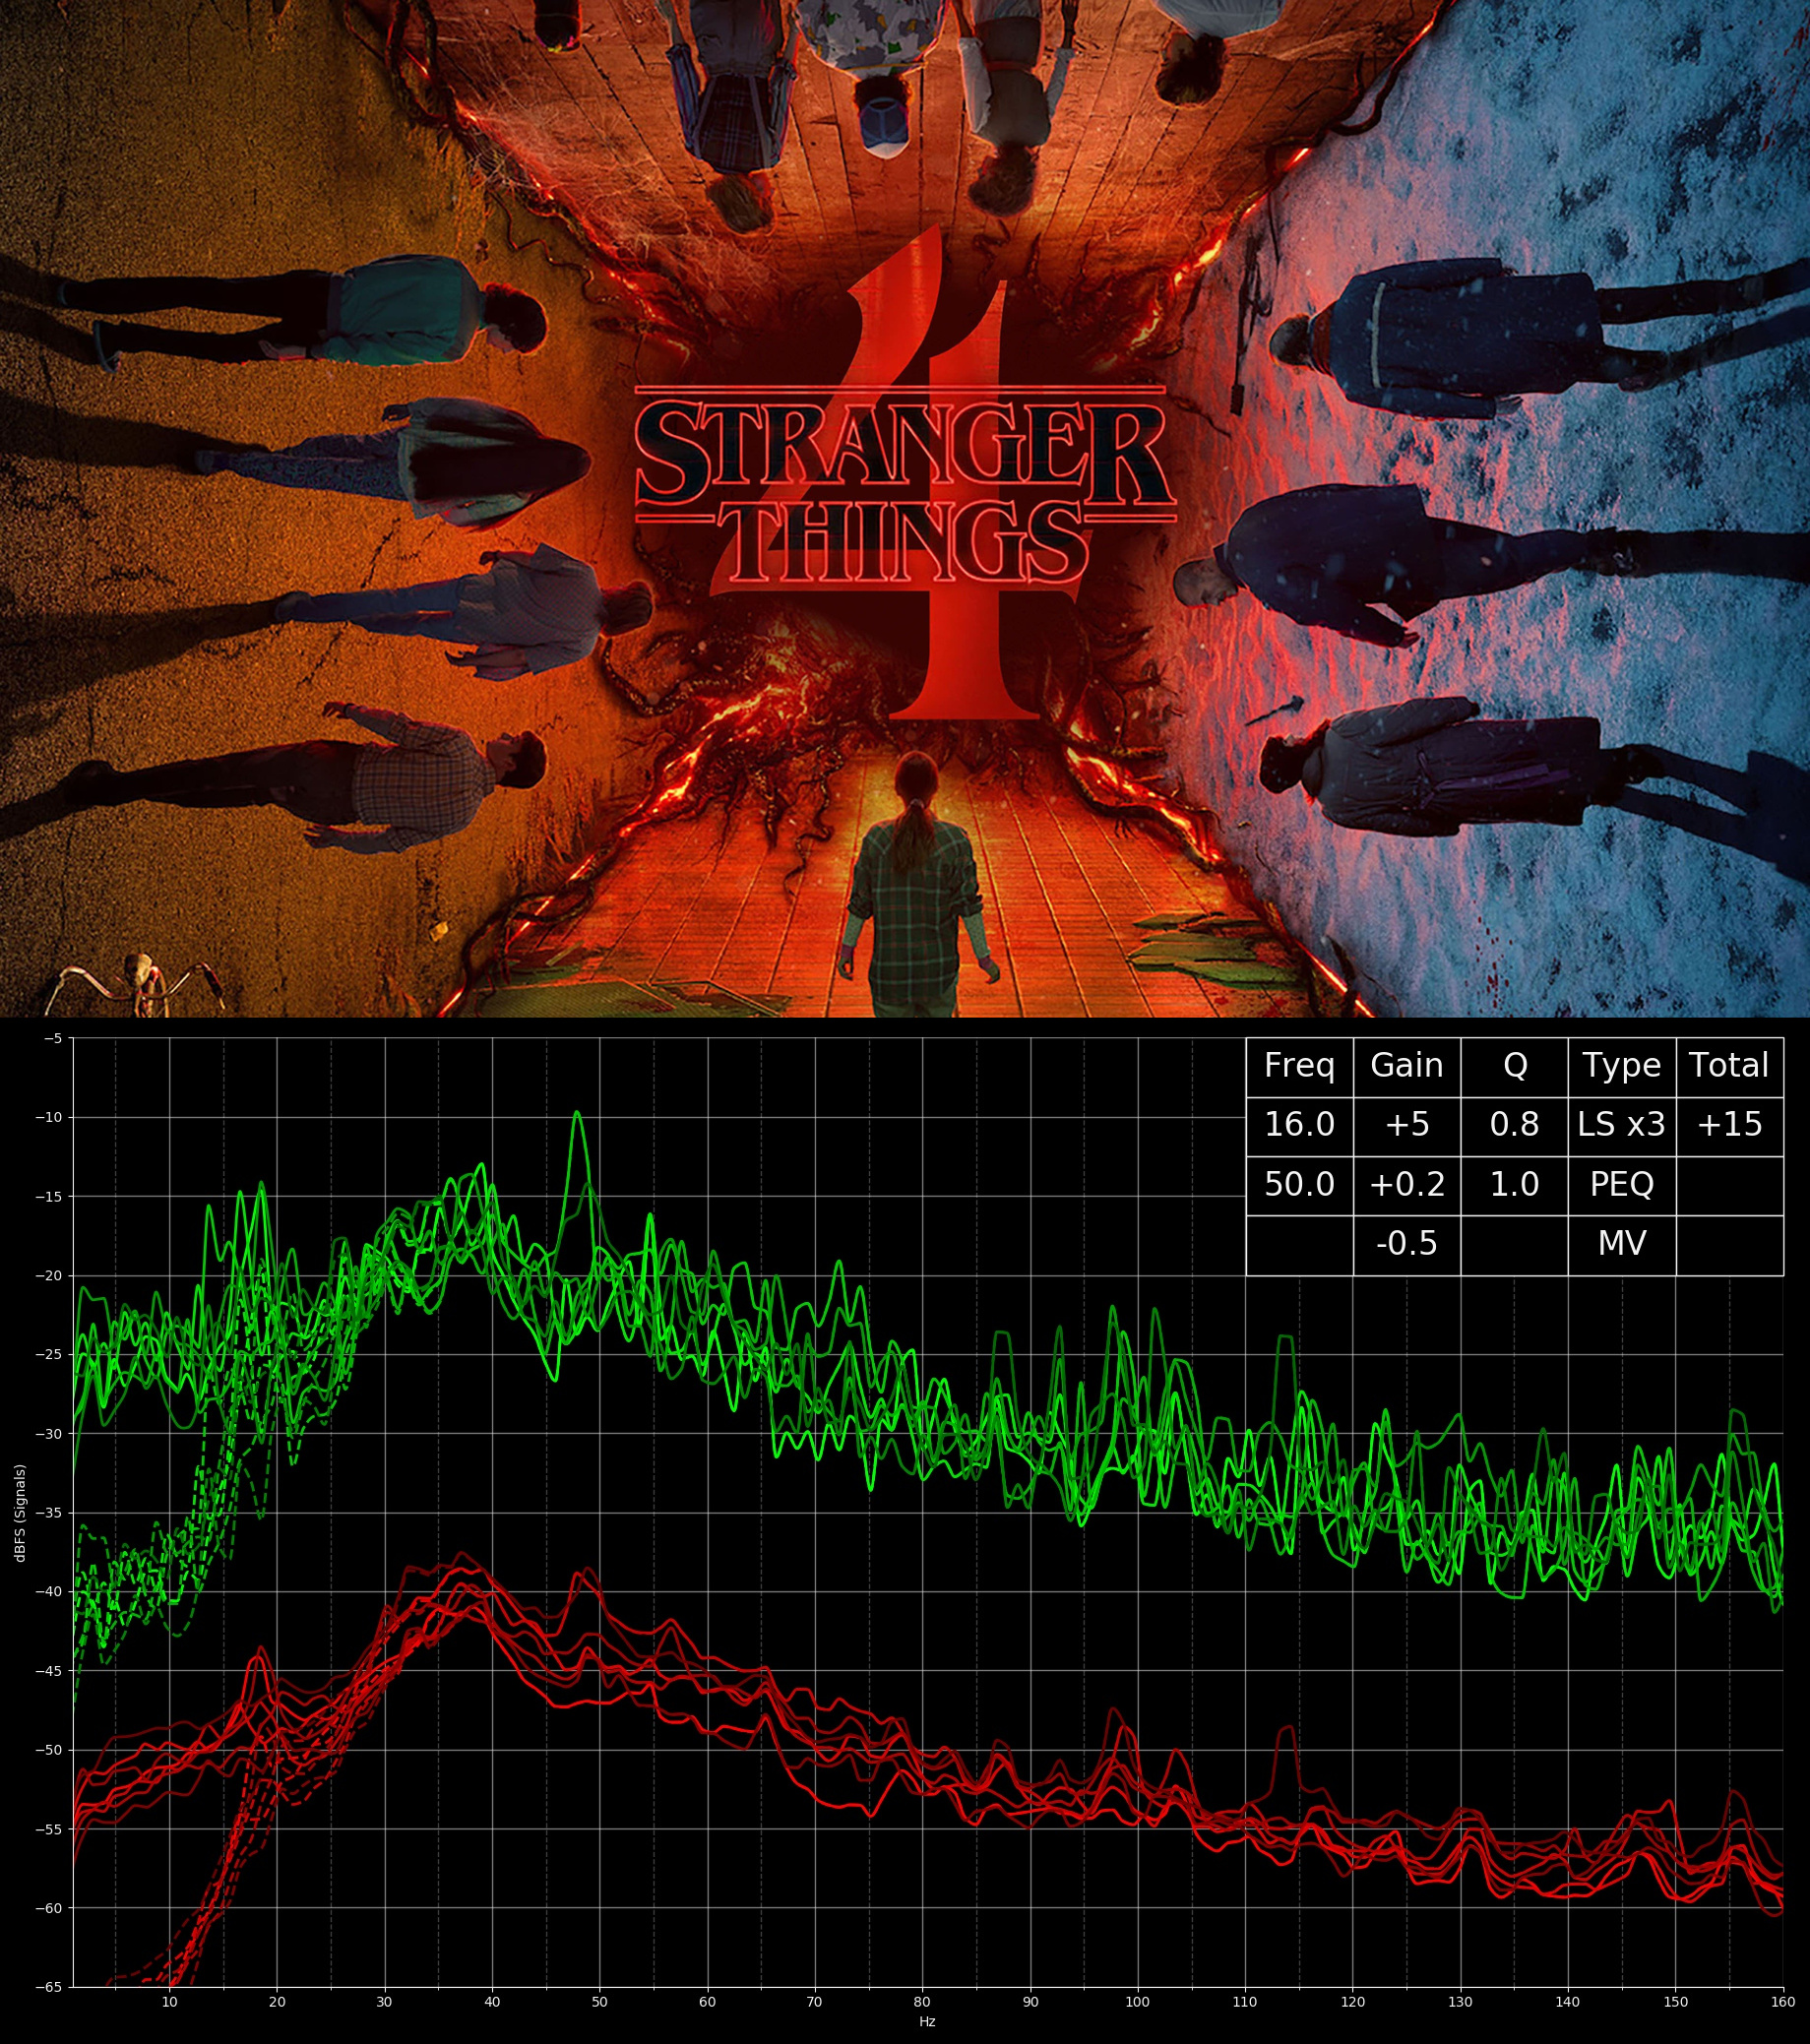 4
STRANGER
THINGS
Freq Gain Q Type Total
16.0 +5 0.8 LS x3 +15
50.0 +0.2 1.0 PEQ
-0.5 MV
−5
−10
−15
−20
−25
−30
−35
−40
−45
−50
−55
−60
−65
dBFS (Signals)
10 20 30 40 50 60 70 80 90 100 110 120 130 140 150 160
Hz